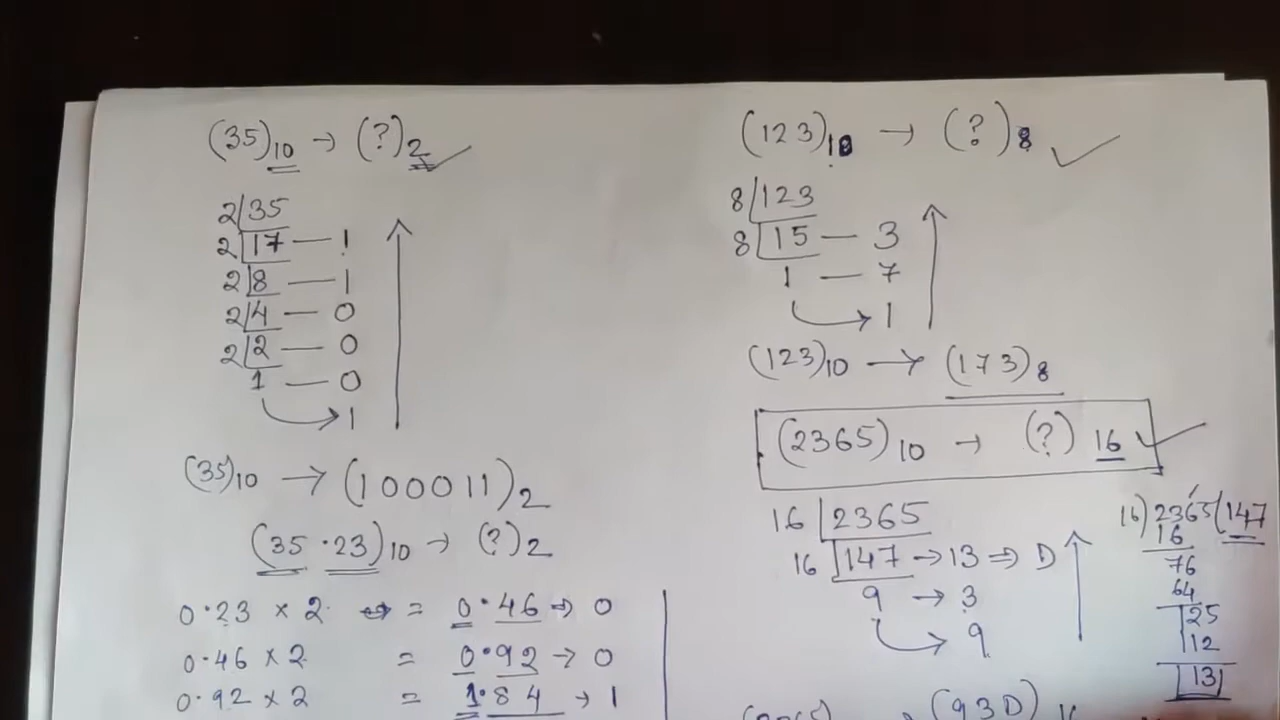 (35)10 → (?)2 ✓
2|35
2|17 — 1
2|8 — 1
2|4 — 0
2|2 — 0
1 — 0
1
(35)10 → (100011)2
(35.23)10 → (?)2
0.23 × 2 = 0.46 → 0
0.46 × 2 = 0.92 → 0
0.92 × 2 = 1.84 → 1
(123)10 → (?)8 ✓
8|123
8|15 — 3
1 — 7
1
(123)10 → (173)8
(2365)10 → (?)16 ✓
16|2365
16|147 → 13 ⇒ D
9 → 3
9
16)2365(147
16
76
64
125
112
13
(93D)16